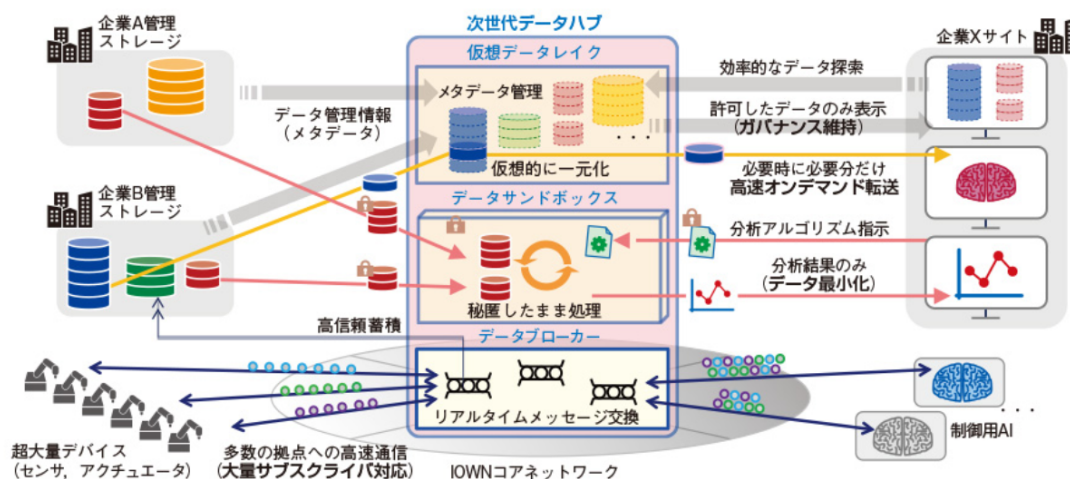 企業A管理
ストレージ
次世代データハブ
仮想データレイク
企業Xサイト
メタデータ管理
効率的なデータ探索
データ管理情報
（メタデータ）
許可したデータのみ表示
（ガバナンス維持）
・・・
仮想的に一元化
必要時に必要分だけ
高速オンデマンド転送
企業B管理
ストレージ
データサンドボックス
分析アルゴリズム指示
分析結果のみ
（データ最小化）
秘匿したまま処理
高信頼蓄積
データブローカー
リアルタイムメッセージ交換
・・・
制御用AI
超大量デバイス
（センサ，アクチュエータ）
多数の拠点への高速通信
（大量サブスクライバ対応）
IOWNコアネットワーク